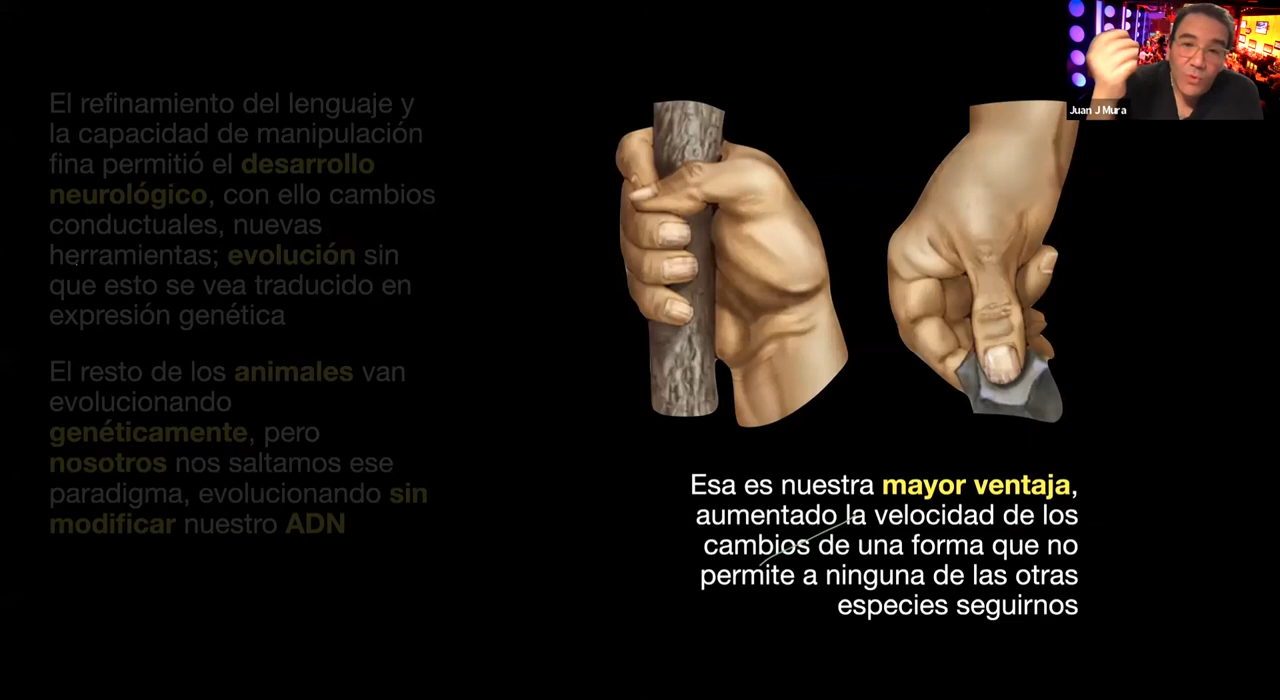 El refinamiento del lenguaje y
la capacidad de manipulación
fina permitió el desarrollo
neurológico, con ello cambios
conductuales, nuevas
herramientas; evolución sin
que esto se vea traducido en
expresión genética
El resto de los animales van
evolucionando
genéticamente, pero
nosotros nos saltamos ese
paradigma, evolucionando sin
modificar nuestro ADN
Esa es nuestra mayor ventaja,
aumentado la velocidad de los
cambios de una forma que no
permite a ninguna de las otras
especies seguirnos
Juan J Mura